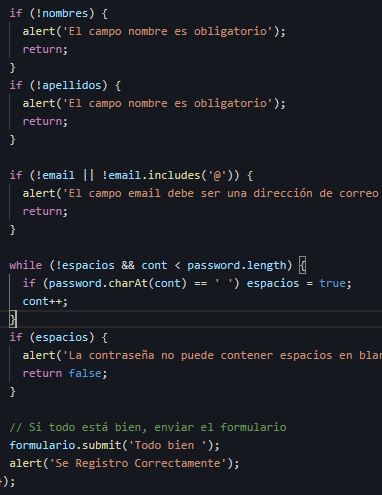 if (!nombres) {
alert('El campo nombre es obligatorio');
return;
}
if (!apellidos) {
alert('El campo nombre es obligatorio');
return;
}
if (!email || !email.includes('@')) {
alert('El campo email debe ser una dirección de correo
return;
}
while (!espacios && cont < password.length) {
if (password.charAt(cont) == ' ') espacios = true;
cont++;
}
if (espacios) {
alert('La contraseña no puede contener espacios en blan
return false;
}
// Si todo está bien, enviar el formulario
formulario.submit('Todo bien ');
alert('Se Registro Correctamente');
});